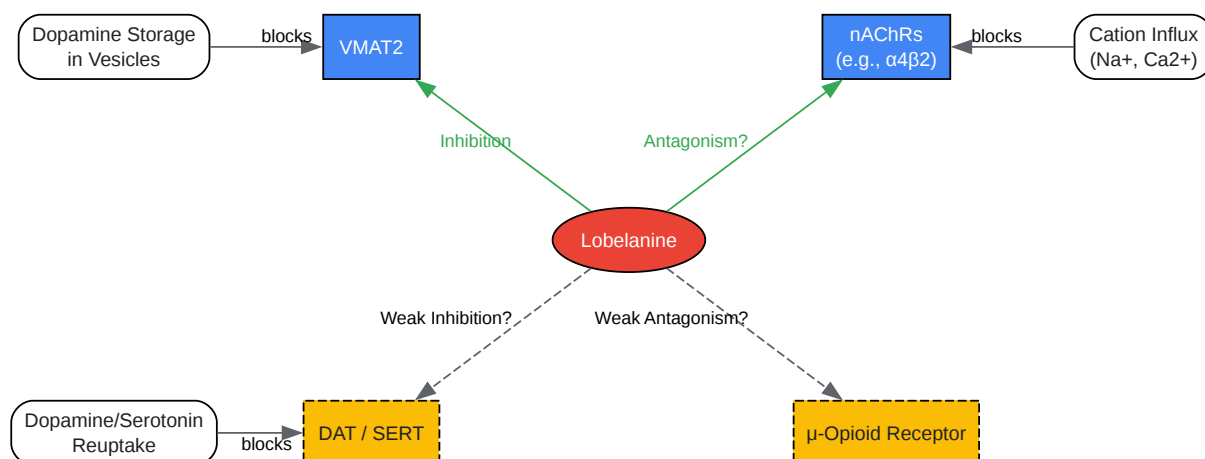 Dopamine Storage
in Vesicles
blocks
VMAT2
nAChRs
(e.g., α4β2)
blocks
Cation Influx
(Na+, Ca2+)
Inhibition
Antagonism?
Lobelanine
Weak Inhibition?
Weak Antagonism?
Dopamine/Serotonin
Reuptake
blocks
DAT / SERT
μ-Opioid Receptor